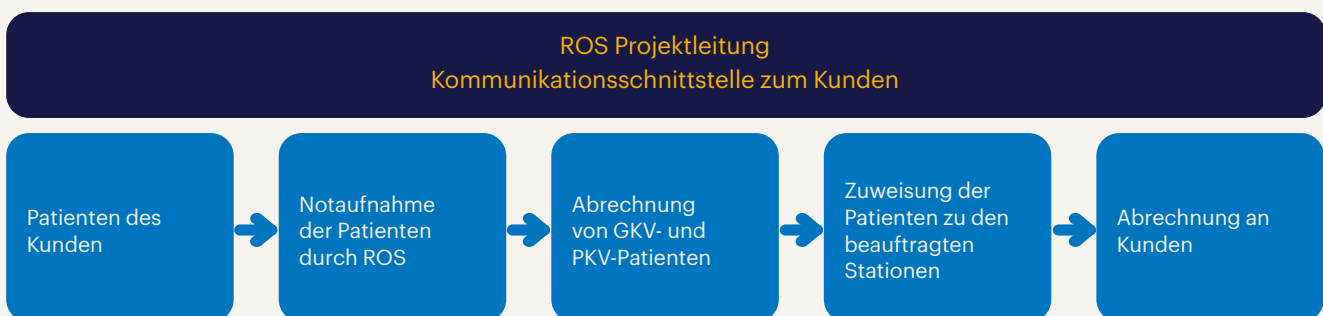 ROS Projektleitung
Kommunikationsschnittstelle zum Kunden
Patienten des
Kunden
Notaufnahme
der Patienten
durch ROS
Abrechnung
von GKV- und
PKV-Patienten
Zuweisung der
Patienten zu den
beauftragten
Stationen
Abrechnung an
Kunden